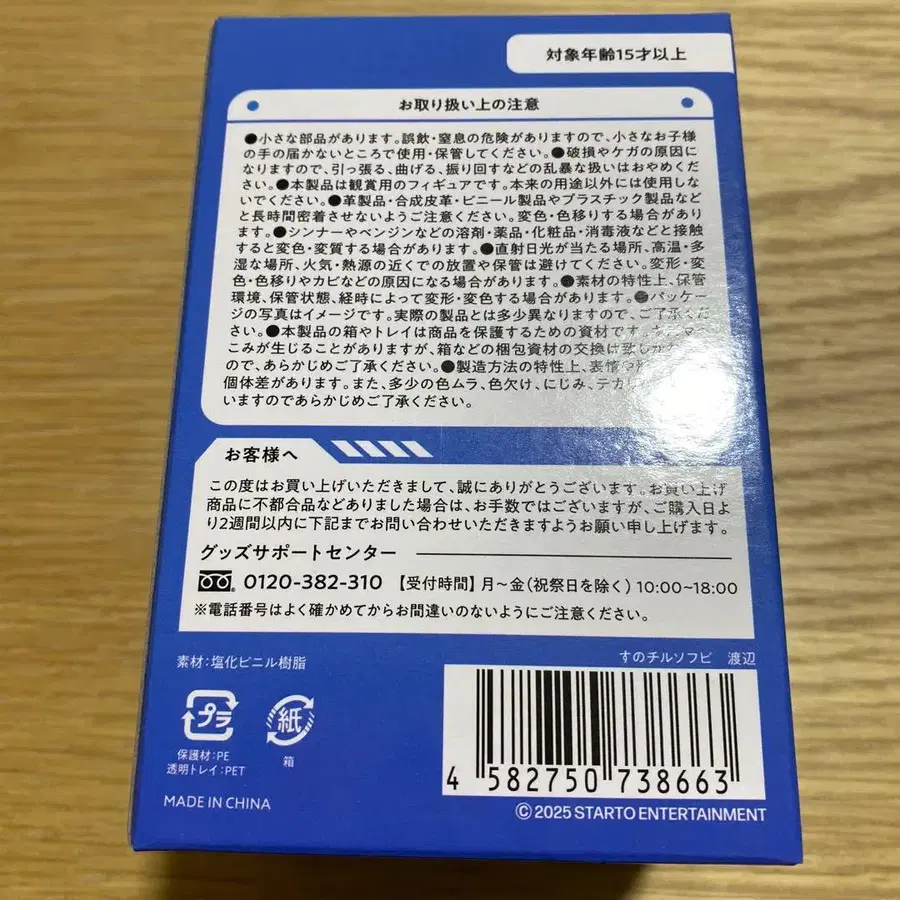 対象年齢15才以上
お取り扱い上の注意
●小さな部品があります。誤飲・窒息の危険がありますので、小さなお子様
の手の届かないところで使用・保管してください。●破損やケガの原因に
なりますので、引っ張る、曲げる、振り回すなどの乱暴な扱いはおやめくだ
さい。●本製品は観賞用のフィギュアです。本来の用途以外には使用しな
いでください。●革製品・合成皮革・ビニール製品やプラスチック製品など
と長時間密着させないようご注意ください。変色・色移りする場合がありま
す。●シンナーやベンジンなどの溶剤・薬品・化粧品・消毒液などと接触
すると変色・変質する場合があります。●直射日光が当たる場所、高温・多
湿な場所、火気・熱源の近くでの放置や保管は避けてください。変形・変
色・色移りやカビなどの原因になる場合があります。●素材の特性上、保管
環境、保管状態、経時によって変形・変色する場合があります。●パッケー
ジの写真はイメージです。実際の製品とは多少異なりますので、ご了承くだ
さい。●本製品の箱やトレイは商品を保護するための資材です。
こみが生じることがありますが、箱などの梱包資材の交換は致しか
ので、あらかじめご了承ください。●製造方法の特性上、表情や
個体差があります。また、多少の色ムラ、色欠け、にじみ、テカリ
いますのであらかじめご了承ください。
お客様へ
この度はお買い上げいただきまして、誠にありがとうございます。お買い上げ
商品に不都合品などありました場合は、お手数ではございますが、ご購入日よ
り2週間以内に下記までお問い合わせいただきますようお願い申し上げます。
グッズサポートセンター
0120-382-310 【受付時間】月～金(祝祭日を除く) 10:00~18:00
※電話番号はよく確かめてからお間違いのないようにご注意ください。
素材:塩化ビニル樹脂
すのチルソフビ 渡辺
プラ
紙
保護材:PE
透明トレイ:PET
箱
4 582750 738663
MADE IN CHINA
©2025 STARTO ENTERTAINMENT